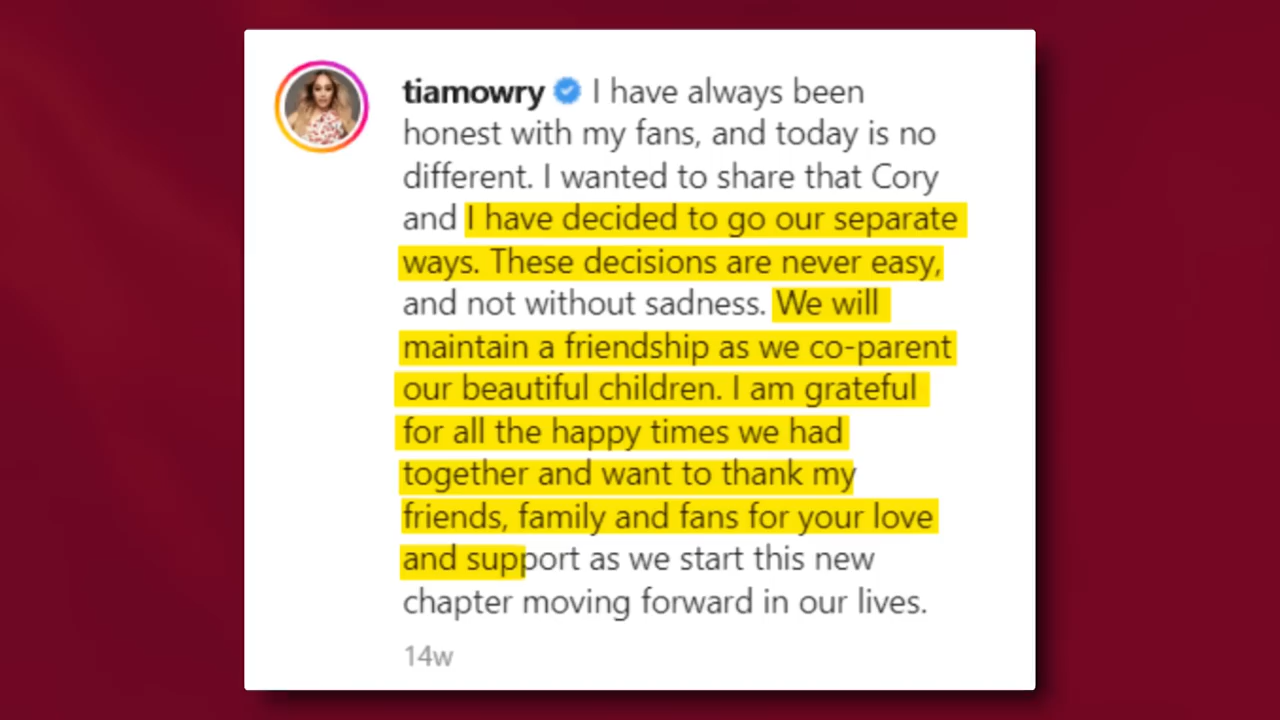 tiamowry I have always been
honest with my fans, and today is no
different. I wanted to share that Cory
and I have decided to go our separate
ways. These decisions are never easy,
and not without sadness. We will
maintain a friendship as we co-parent
our beautiful children. I am grateful
for all the happy times we had
together and want to thank my
friends, family and fans for your love
and support as we start this new
chapter moving forward in our lives.
14w